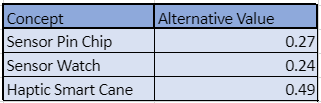 Concept Alternative Value
Sensor Pin Chip 0.27
Sensor Watch 0.24
Haptic Smart Cane 0.49